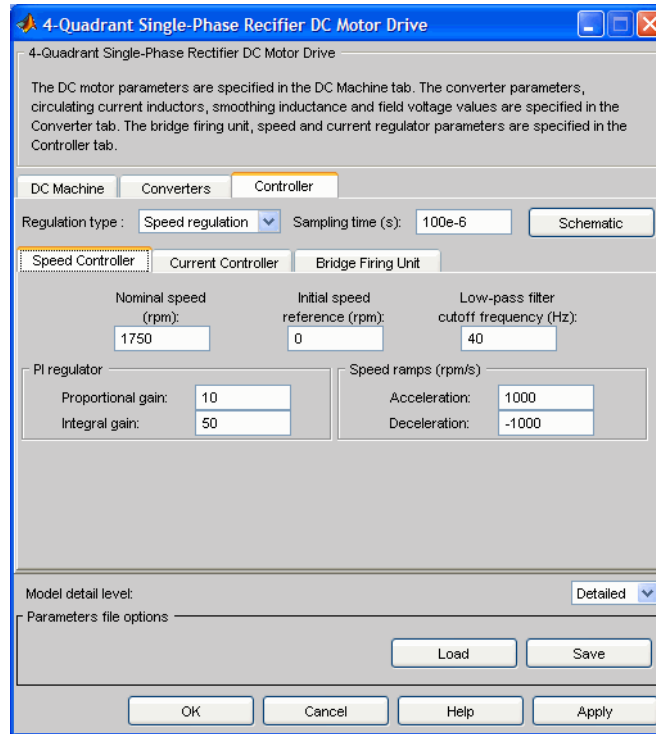 4-Quadrant Single-Phase Recifier DC Motor Drive
4-Quadrant Single-Phase Rectifier DC Motor Drive
The DC motor parameters are specified in the DC Machine tab. The converter parameters,
circulating current inductors, smoothing inductance and field voltage values are specified in the
Converter tab. The bridge firing unit, speed and current regulator parameters are specified in the
Controller tab.
DC Machine Converters Controller
Regulation type : Speed regulation Sampling time (s): 100e-6 Schematic
Speed Controller Current Controller Bridge Firing Unit
Nominal speed Initial speed Low-pass filter
(rpm): reference (rpm): cutoff frequency (Hz):
1750 0 40
PI regulator Speed ramps (rpm/s)
Proportional gain: 10 Acceleration: 1000
Integral gain: 50 Deceleration: -1000
Model detail level: Detailed
Parameters file options
Load Save
OK Cancel Help Apply